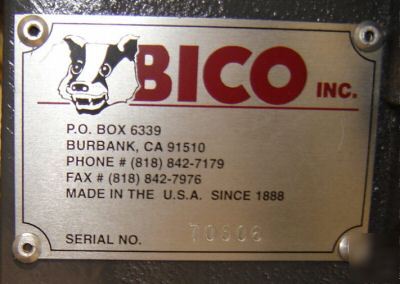 BICO INC.
P.O. BOX 6339
BURBANK, CA 91510
PHONE # (818) 842-7179
FAX # (818) 842-7976
MADE IN THE U.S.A. SINCE 1888
SERIAL NO. 70606